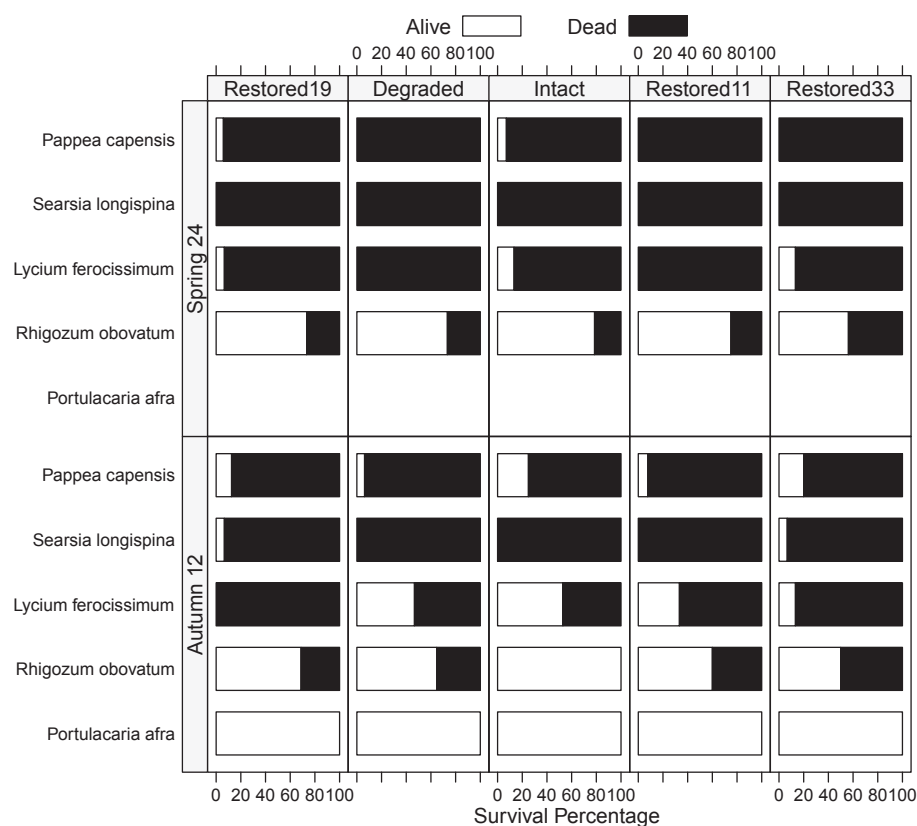 Alive Dead
0 20 40 60 80100 0 20 40 60 80100
Restored19 Degraded Intact Restored11 Restored33
Spring 24
Pappea capensis
Searsia longispina
Lycium ferocissimum
Rhigozum obovatum
Portulacaria afra
Autumn 12
Pappea capensis
Searsia longispina
Lycium ferocissimum
Rhigozum obovatum
Portulacaria afra
0 20 40 60 80100 0 20 40 60 80100 0 20 40 60 80100
Survival Percentage